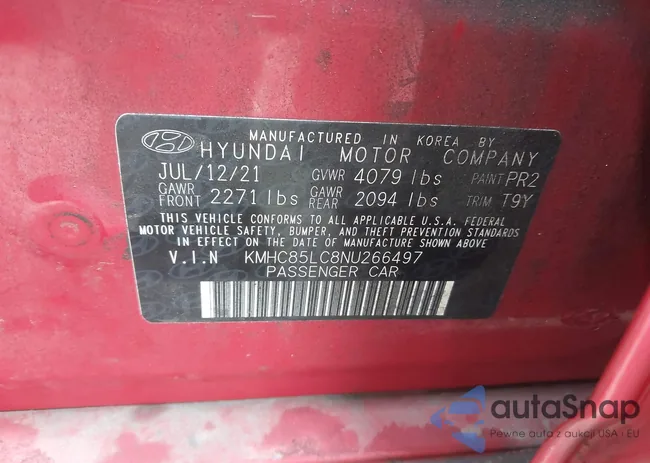 MANUFACTURED IN KOREA BY
HYUNDAI MOTOR COMPANY
JUL/12/21 GVWR 4079 lbs PAINT PR2
GAWR FRONT 2271 lbs GAWR REAR 2094 lbs TRIM T9Y
THIS VEHICLE CONFORMS TO ALL APPLICABLE U.S.A. FEDERAL
MOTOR VEHICLE SAFETY, BUMPER, AND THEFT PREVENTION STANDARDS
IN EFFECT ON THE DATE OF MANUFACTURE SHOWN ABOVE
V.I.N KMHC85LC8NU266497
PASSENGER CAR
autaSnap
Pewne auta z aukcji USA i EU